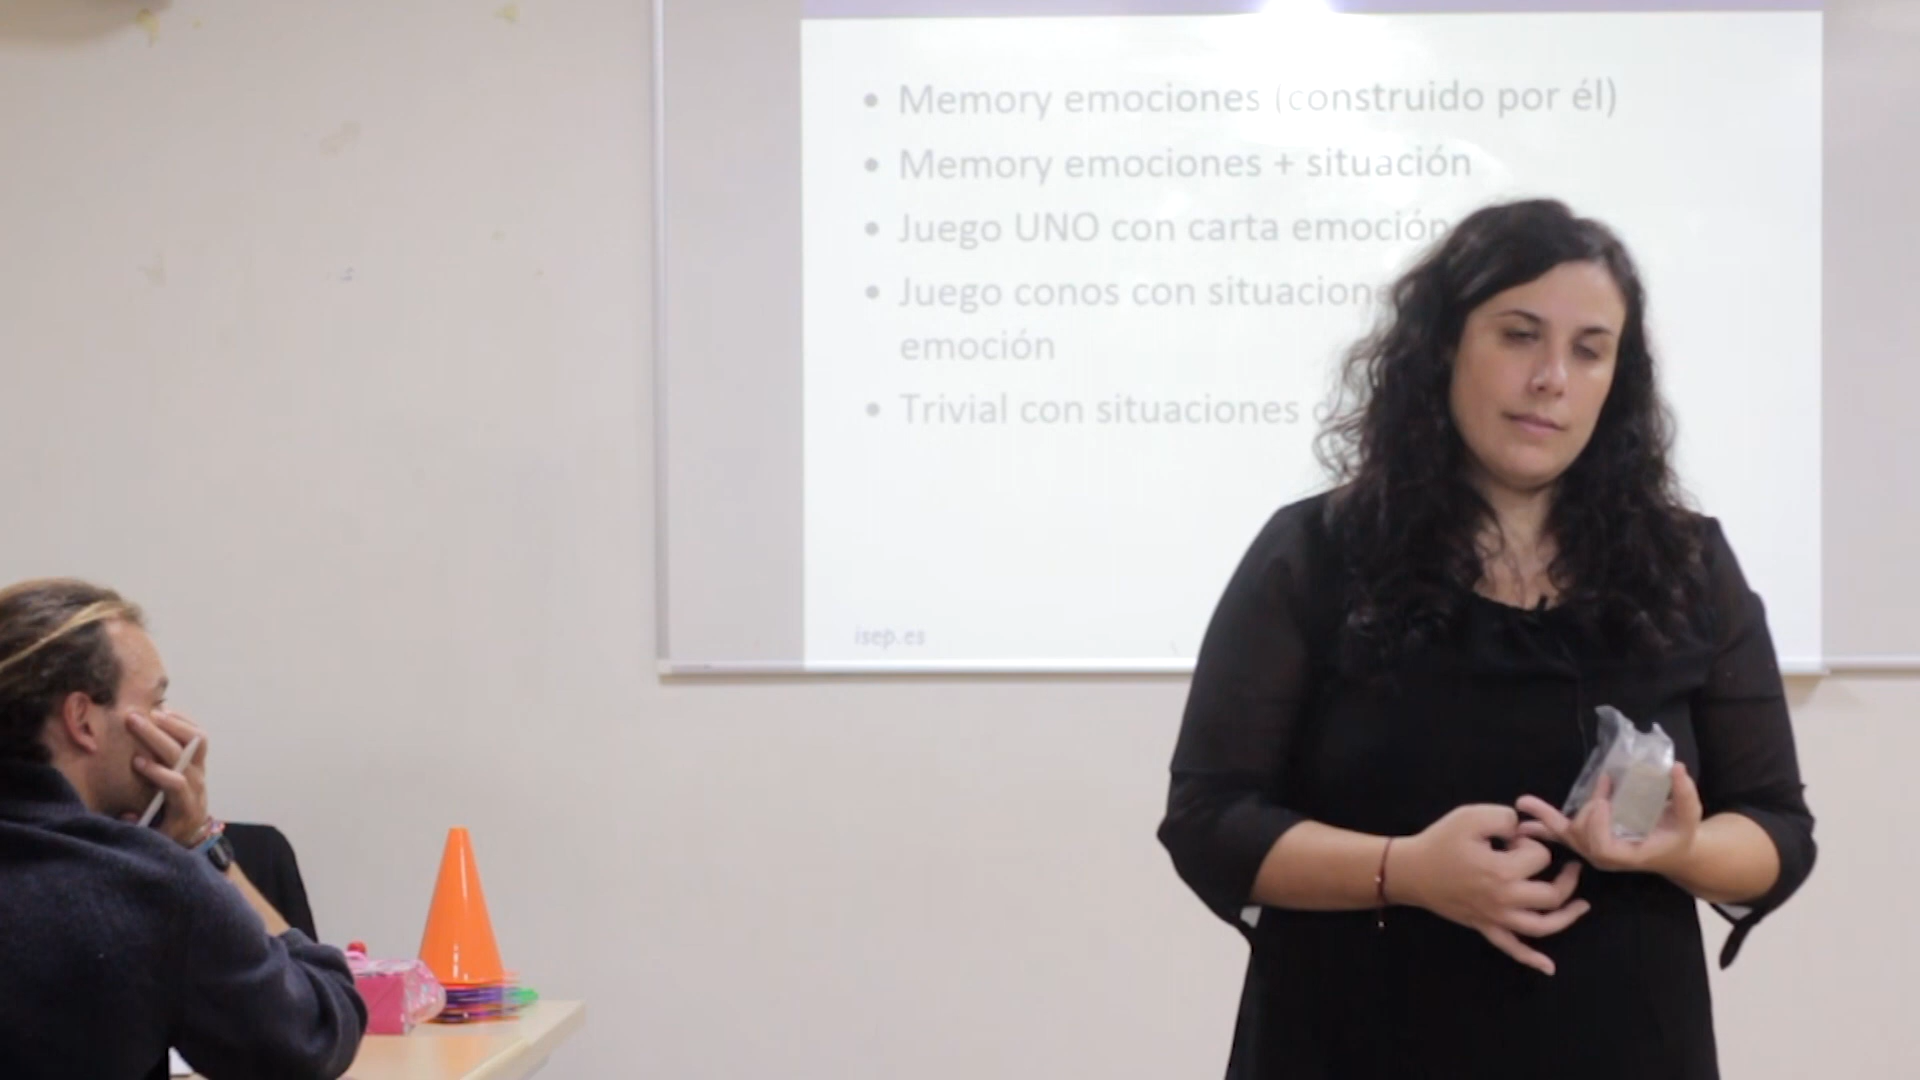 • Memory emociones (construido por él)
• Memory emociones + situación
• Juego UNO con carta emoción
• Juego conos con situacione
emoción
• Trivial con situaciones
isep.es